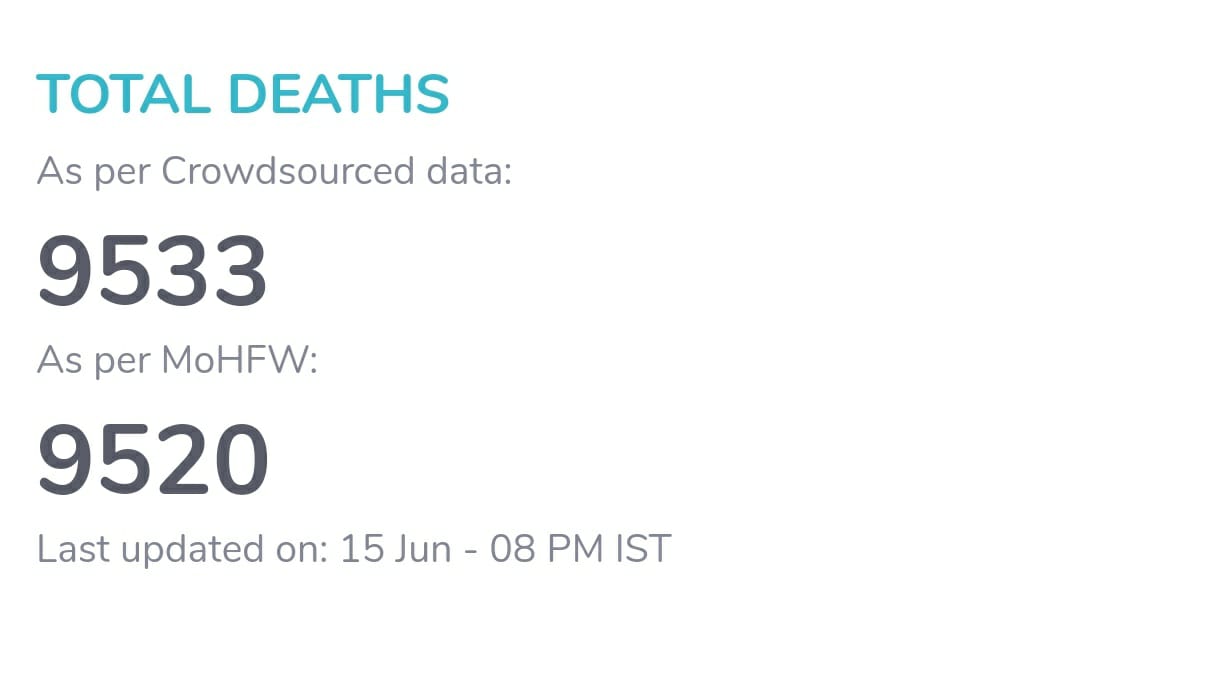 TOTAL DEATHS
As per Crowdsourced data:
9533
As per MoHFW:
9520
Last updated on: 15 Jun - 08 PM IST